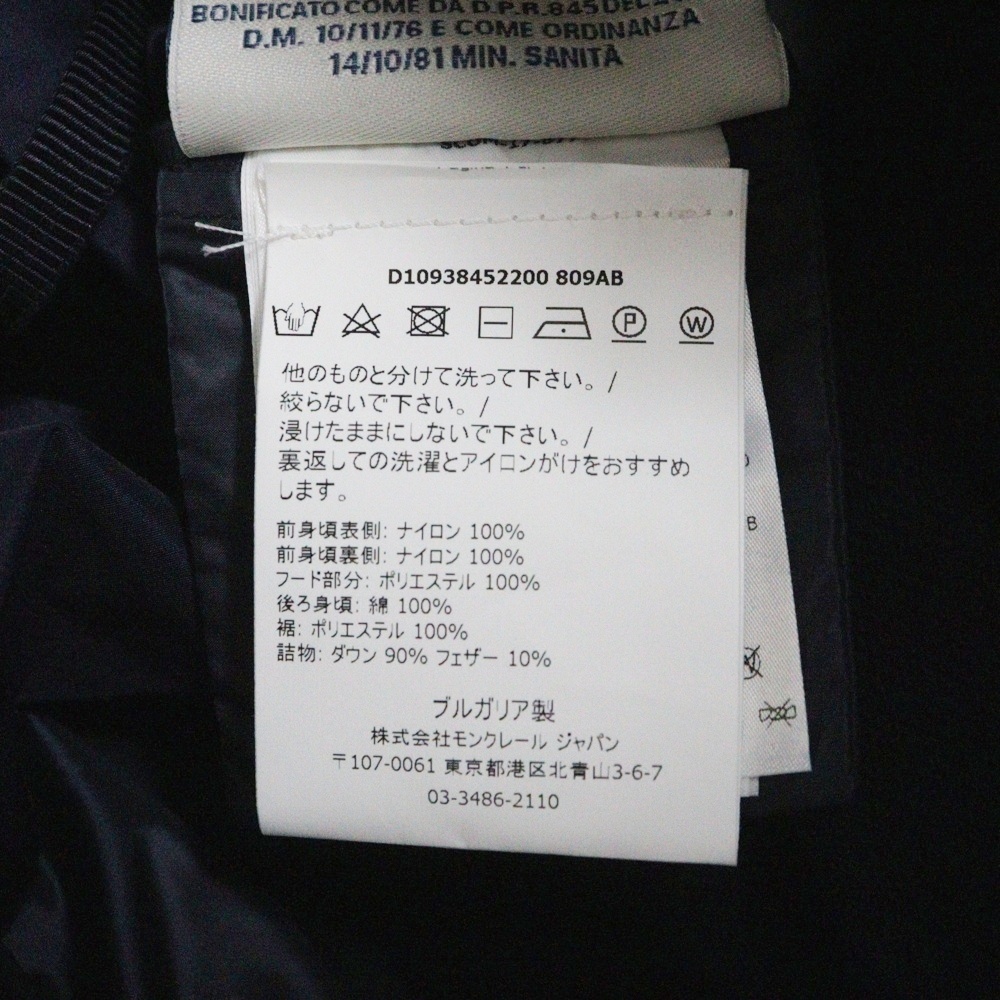 BONIFICATO COME DA D.P.R. 845
D.M. 10/11/76 E COME ORDINANZA
14/10/81 MIN. SANITÀ
D10938452200 809AB
P W
他のものと分けて洗って下さい。/
絞らないで下さい。/
浸けたままにしないで下さい。/
裏返しての洗濯とアイロンがけをおすすめ
します。
前身頃表側: ナイロン 100%
前身頃裏側: ナイロン 100%
フード部分: ポリエステル 100%
後ろ身頃: 綿 100%
裾: ポリエステル 100%
詰物: ダウン 90% フェザー 10%
ブルガリア製
株式会社モンクレール ジャパン
〒107-0061 東京都港区北青山3-6-7
03-3486-2110
B